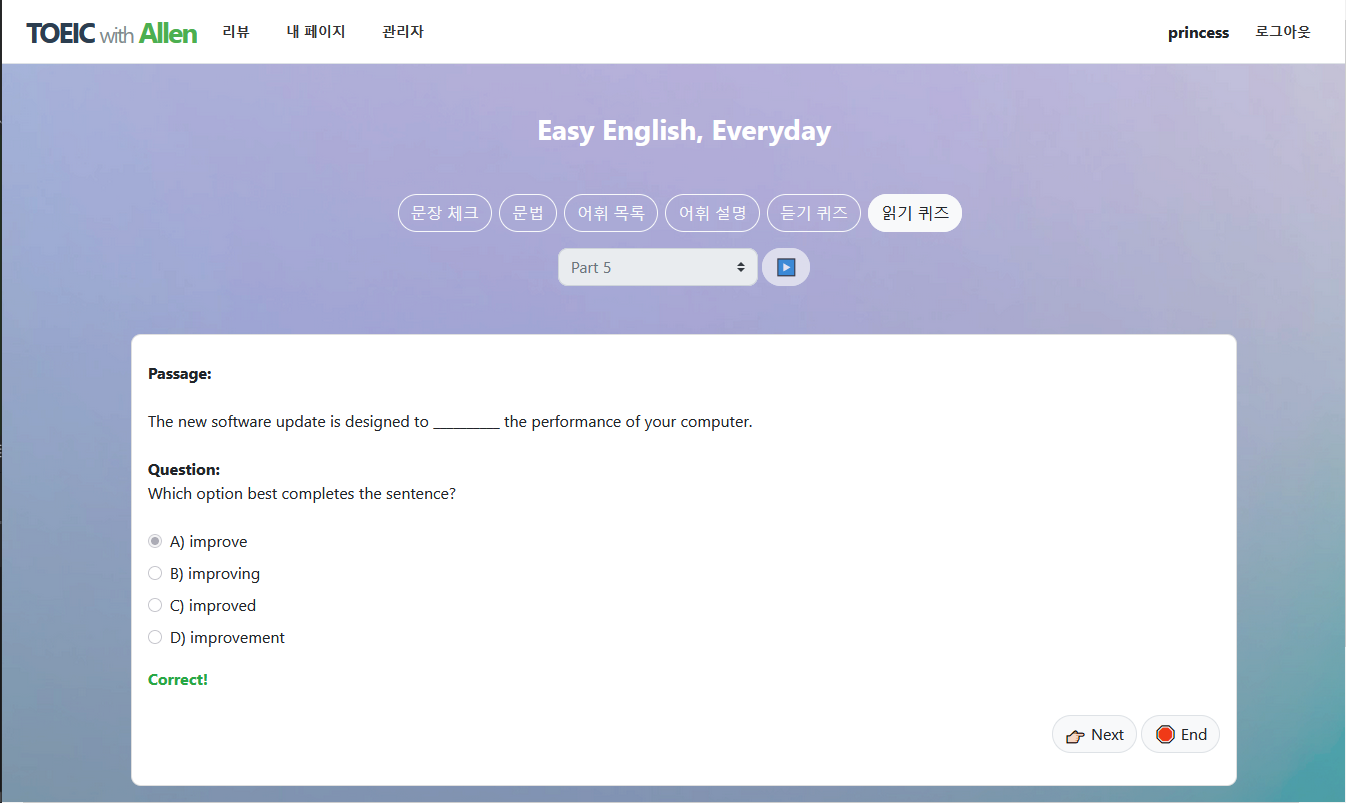 TOEIC with Allen 리뷰 내 페이지 관리자 princess 로그아웃
Easy English, Everyday
문장 체크 문법 어휘 목록 어휘 설명 듣기 퀴즈 읽기 퀴즈
Part 5
Passage:
The new software update is designed to __________ the performance of your computer.
Question:
Which option best completes the sentence?
A) improve
B) improving
C) improved
D) improvement
Correct!
Next End